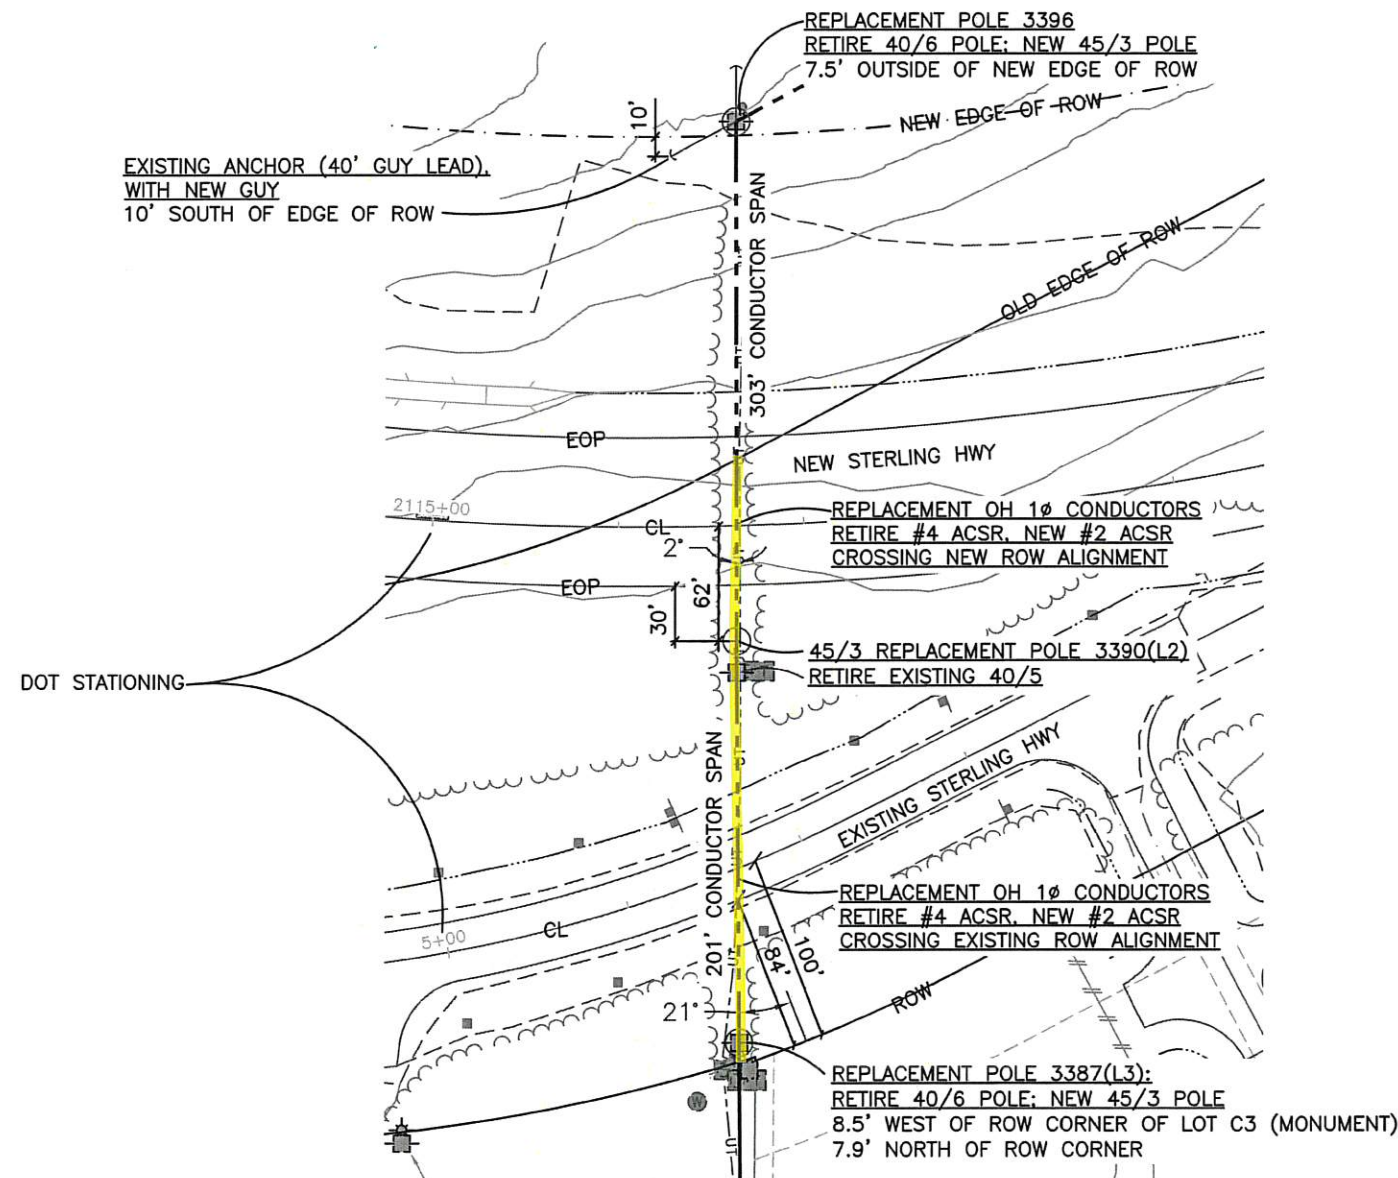 REPLACEMENT POLE 3396
RETIRE 40/6 POLE; NEW 45/3 POLE
7.5' OUTSIDE OF NEW EDGE OF ROW
10'
NEW EDGE OF ROW
EXISTING ANCHOR (40' GUY LEAD),
WITH NEW GUY
10' SOUTH OF EDGE OF ROW
303' CONDUCTOR SPAN
OLD EDGE OF ROW
EOP
NEW STERLING HWY
2115+00
CL
REPLACEMENT OH 1ø CONDUCTORS
RETIRE #4 ACSR, NEW #2 ACSR
CROSSING NEW ROW ALIGNMENT
2°
EOP
62'
30'
45/3 REPLACEMENT POLE 3390(L2)
RETIRE EXISTING 40/5
DOT STATIONING
201' CONDUCTOR SPAN
EXISTING STERLING HWY
REPLACEMENT OH 1ø CONDUCTORS
RETIRE #4 ACSR, NEW #2 ACSR
CROSSING EXISTING ROW ALIGNMENT
5+00
CL
84'
100'
ROW
21°
REPLACEMENT POLE 3387(L3):
RETIRE 40/6 POLE; NEW 45/3 POLE
8.5' WEST OF ROW CORNER OF LOT C3 (MONUMENT)
7.9' NORTH OF ROW CORNER
W
UT